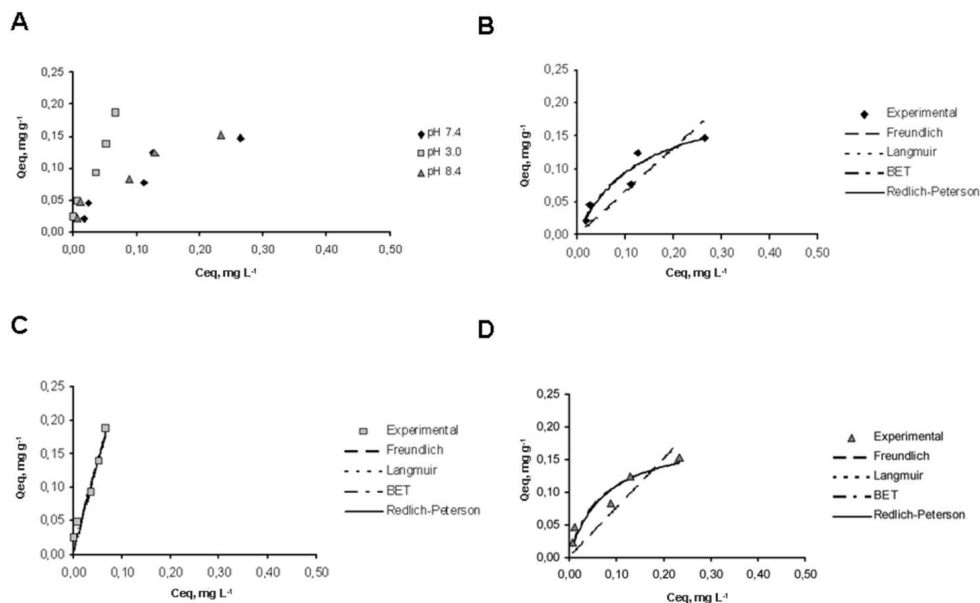 A
Qeq, mg g-1
0,25
0,20
0,15
0,10
0,05
0,00
0,00 0,10 0,20 0,30 0,40 0,50
Ceq, mg L-1
pH 7.4
pH 3.0
pH 8.4
B
Qeq, mg g-1
0,25
0,20
0,15
0,10
0,05
0,00
0,00 0,10 0,20 0,30 0,40 0,50
Ceq, mg L-1
Experimental
Freundlich
Langmuir
BET
Redlich-Peterson
C
Qeq, mg g-1
0,25
0,20
0,15
0,10
0,05
0,00
0,00 0,10 0,20 0,30 0,40 0,50
Ceq, mg L-1
Experimental
Freundlich
Langmuir
BET
Redlich-Peterson
D
Qeq, mg g-1
0,25
0,20
0,15
0,10
0,05
0,00
0,00 0,10 0,20 0,30 0,40 0,50
Ceq, mg L-1
Experimental
Freundlich
Langmuir
BET
Redlich-Peterson